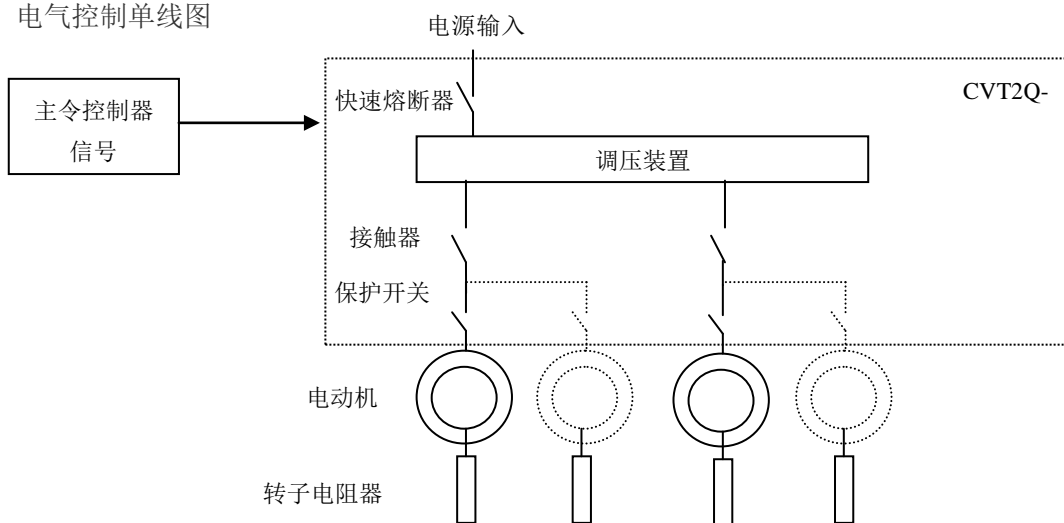 电气控制单线图
电源输入
主令控制器
信号
快速熔断器
CVT2Q-
调压装置
接触器
保护开关
电动机
转子电阻器